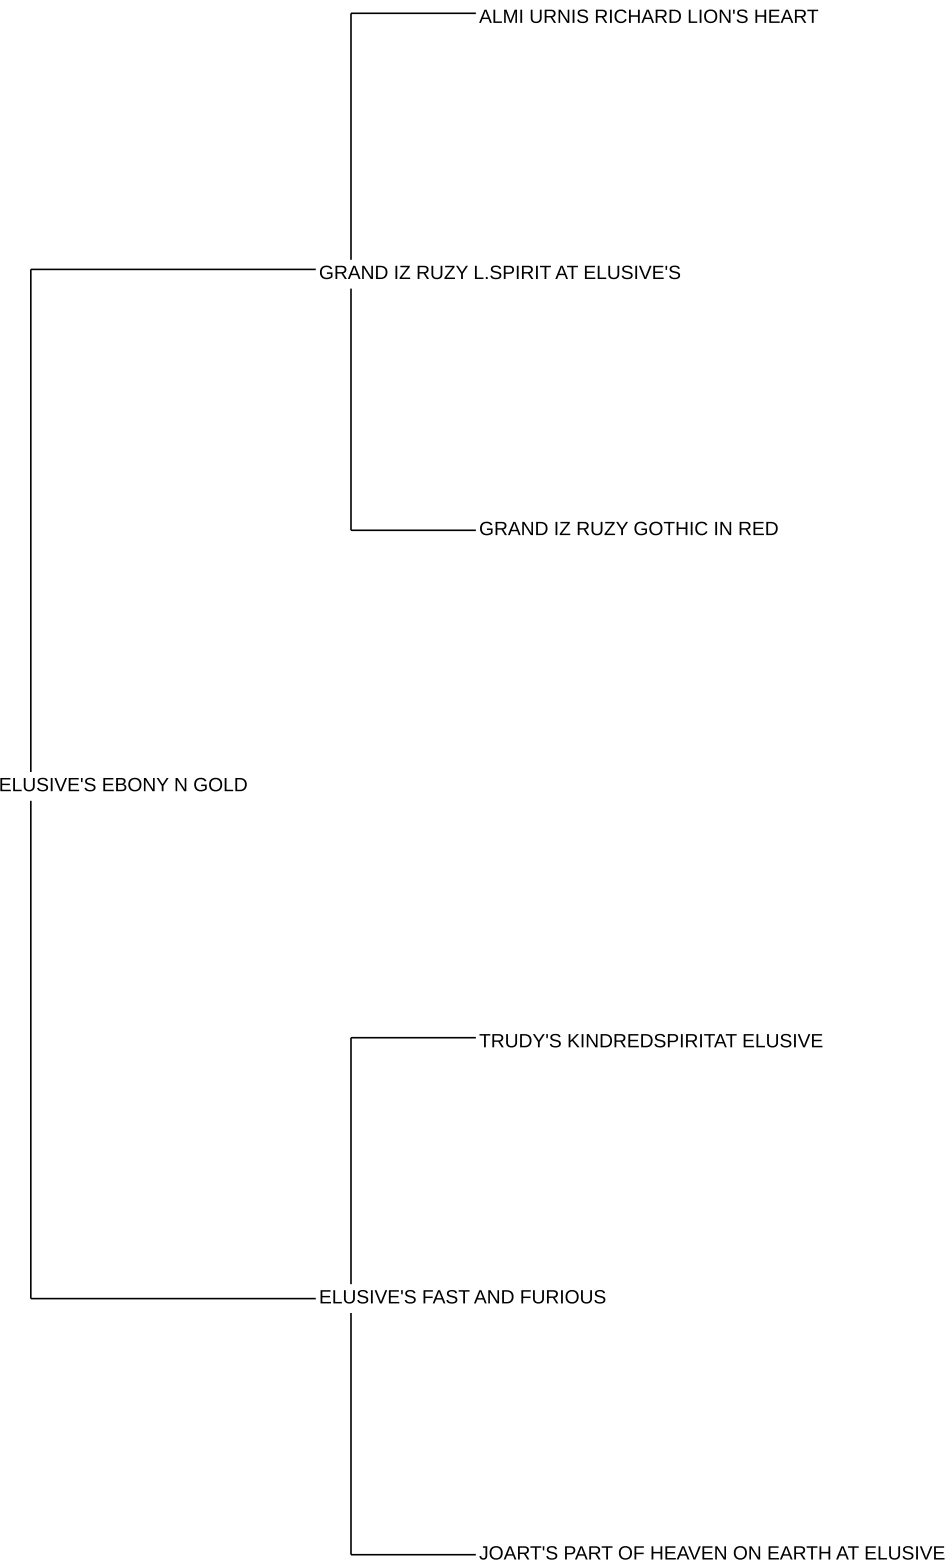 ALMI URNIS RICHARD LION'S HEART
GRAND IZ RUZY L.SPIRIT AT ELUSIVE'S
GRAND IZ RUZY GOTHIC IN RED
ELUSIVE'S EBONY N GOLD
TRUDY'S KINDREDSPIRITAT ELUSIVE
ELUSIVE'S FAST AND FURIOUS
JOART'S PART OF HEAVEN ON EARTH AT ELUSIVE